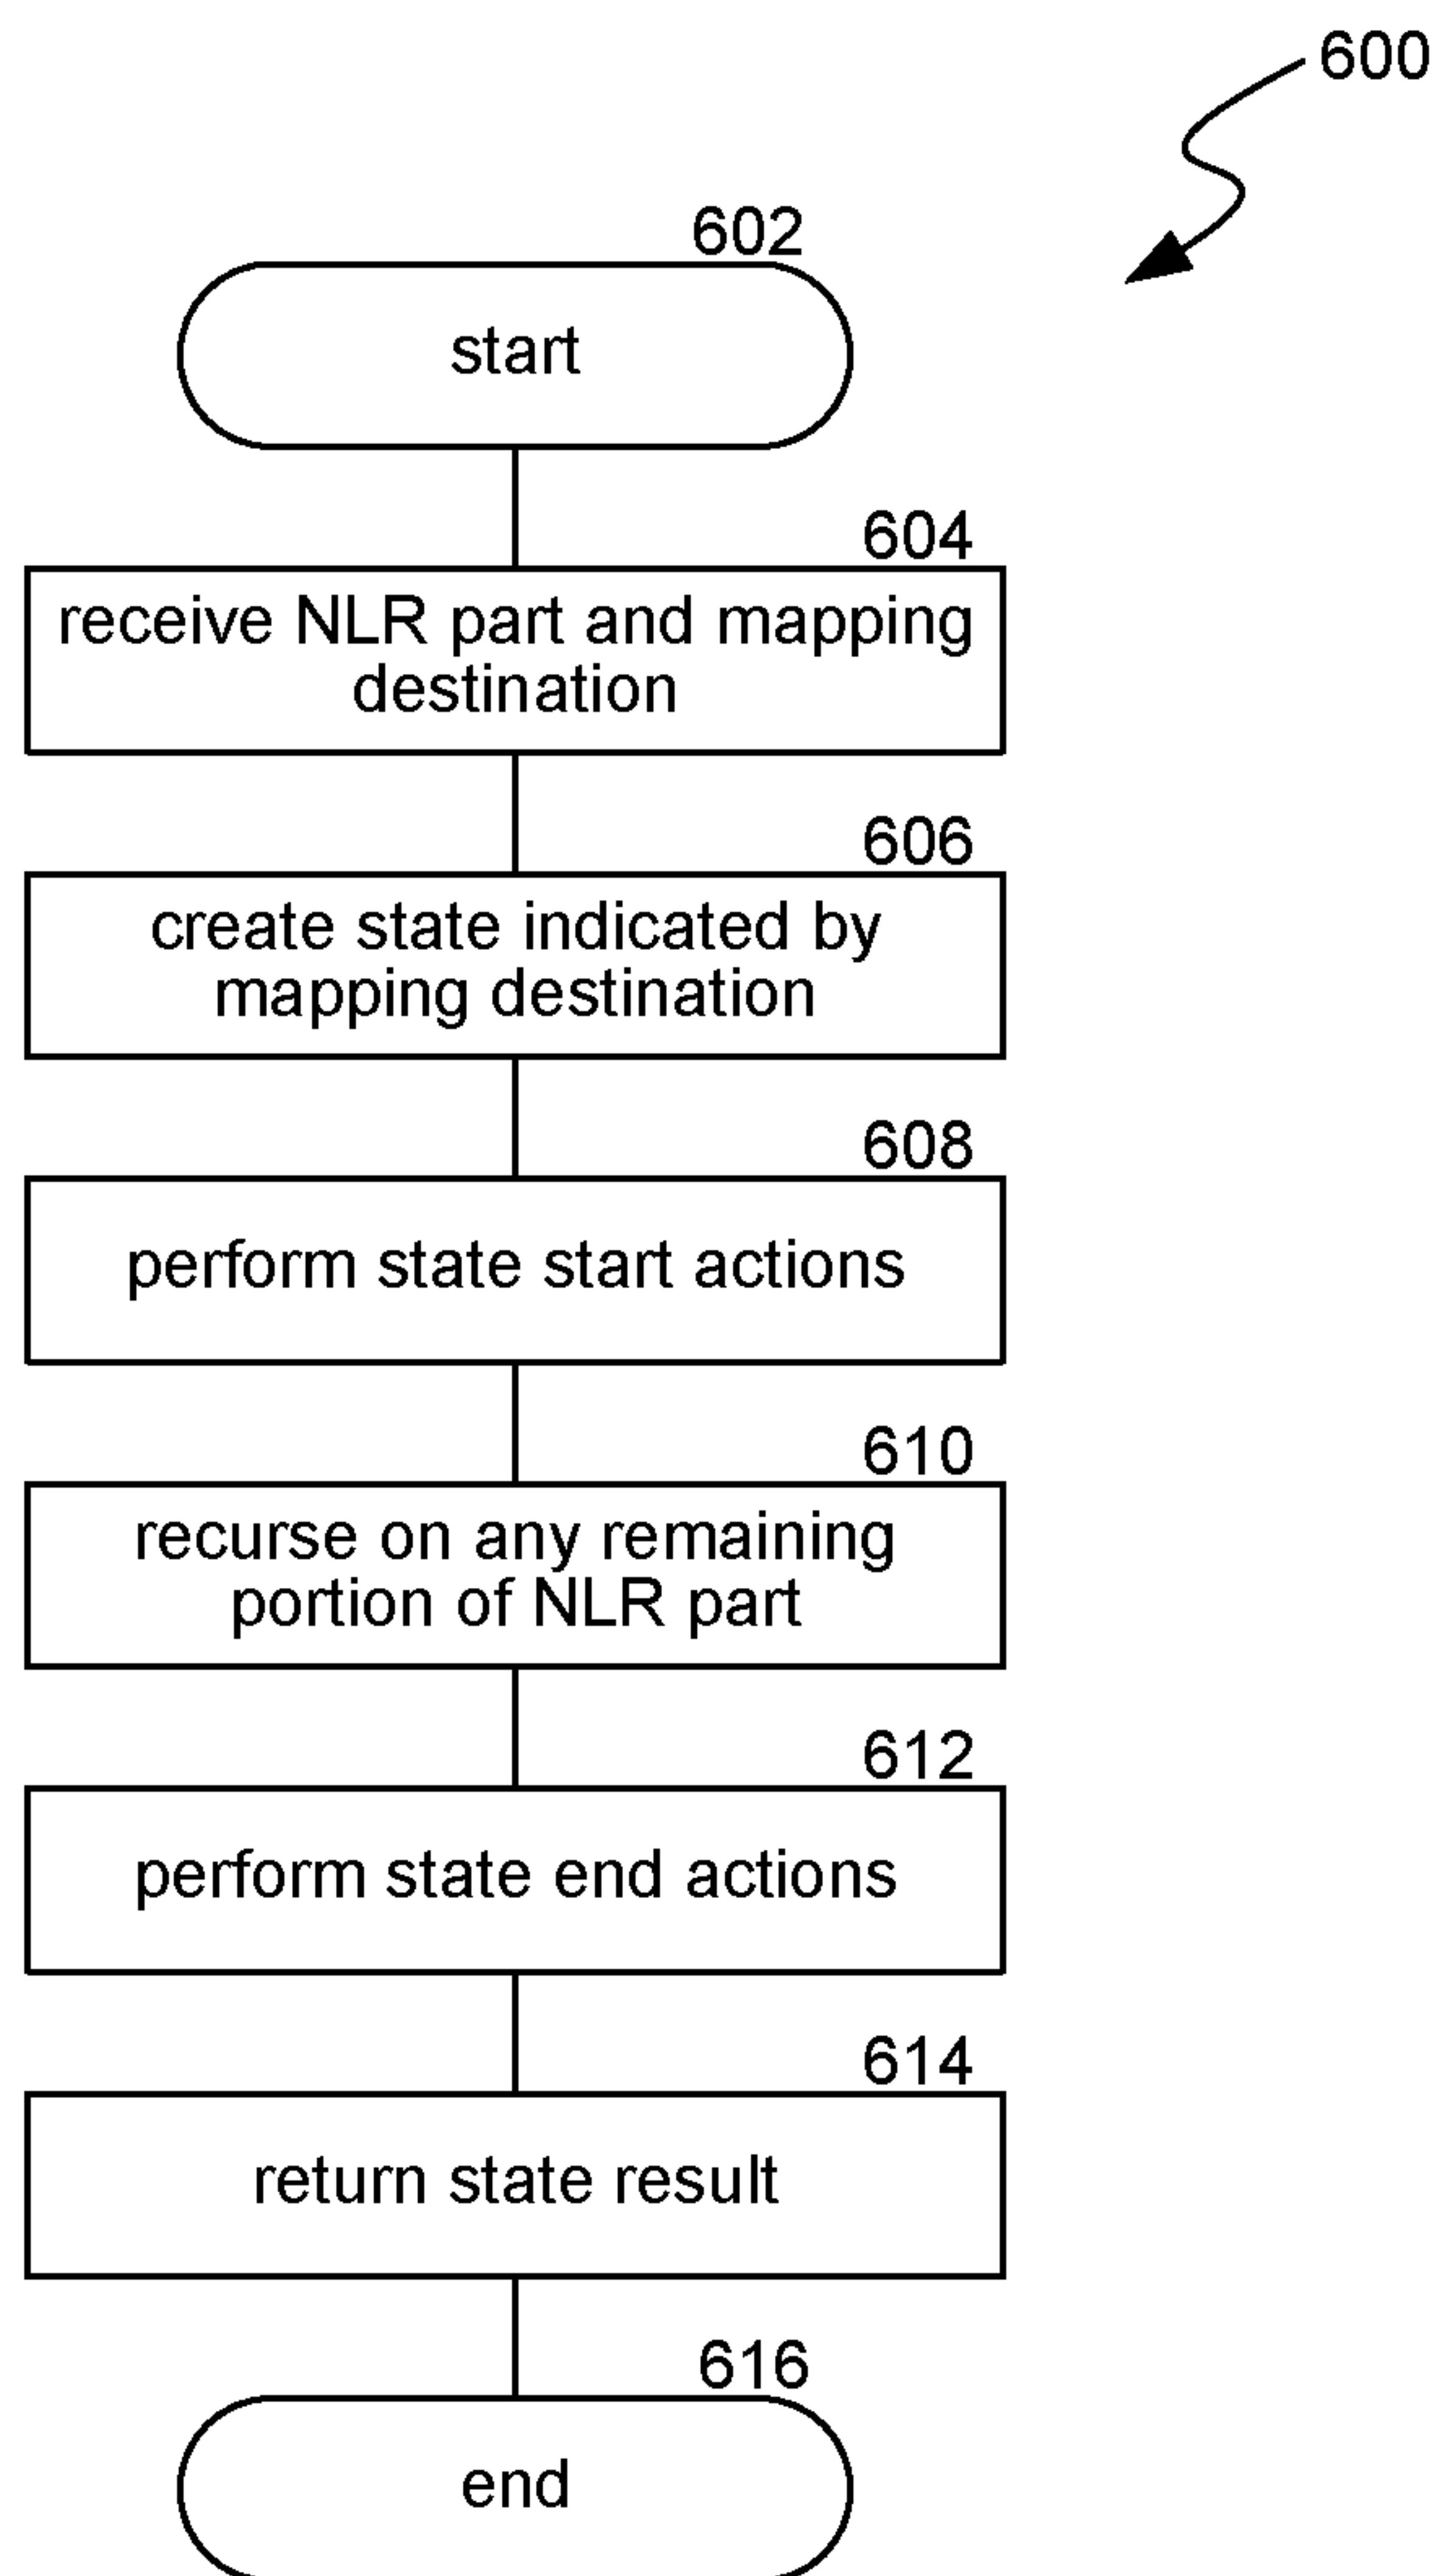 600
602
start
604
receive NLR part and mapping
destination
606
create state indicated by
mapping destination
608
perform state start actions
610
recurse on any remaining
portion of NLR part
612
perform state end actions
614
return state result
616
end